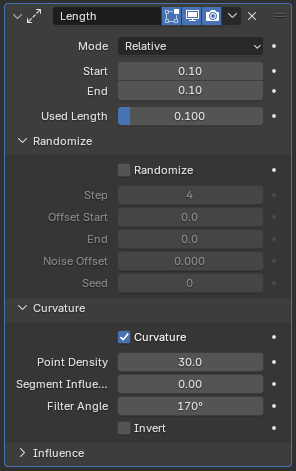 Length
Mode Relative
Start 0.10
End 0.10
Used Length 0.100
Randomize
Randomize
Step 4
Offset Start 0.0
End 0.0
Noise Offset 0.000
Seed 0
Curvature
Curvature
Point Density 30.0
Segment Influe... 0.00
Filter Angle 170°
Invert
Influence